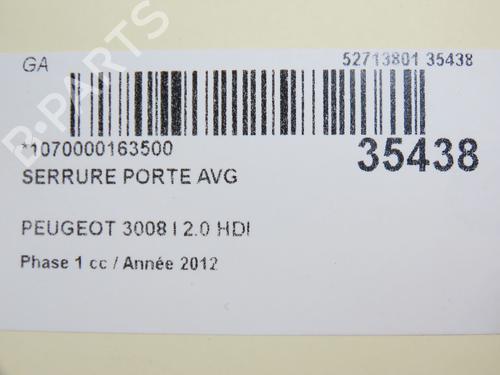 GA
52713801 35438
B-PARTS
*1070000163500
35438
SERRURE PORTE AVG
PEUGEOT 3008 I 2.0 HDI
Phase 1 cc / Année 2012